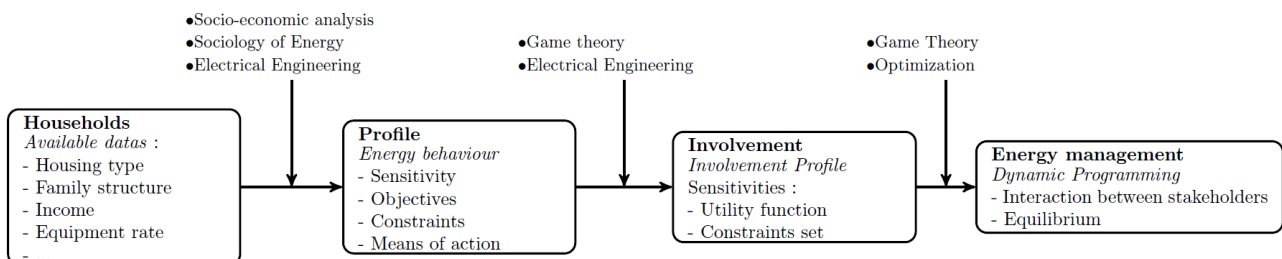 ●Socio-economic analysis
●Sociology of Energy
●Electrical Engineering
●Game theory
●Electrical Engineering
●Game Theory
●Optimization
Households
Available datas :
- Housing type
- Family structure
- Income
- Equipment rate
- ...
Profile
Energy behaviour
- Sensitivity
- Objectives
- Constraints
- Means of action
Involvement
Involvement Profile
Sensitivities :
- Utility function
- Constraints set
Energy management
Dynamic Programming
- Interaction between stakeholders
- Equilibrium